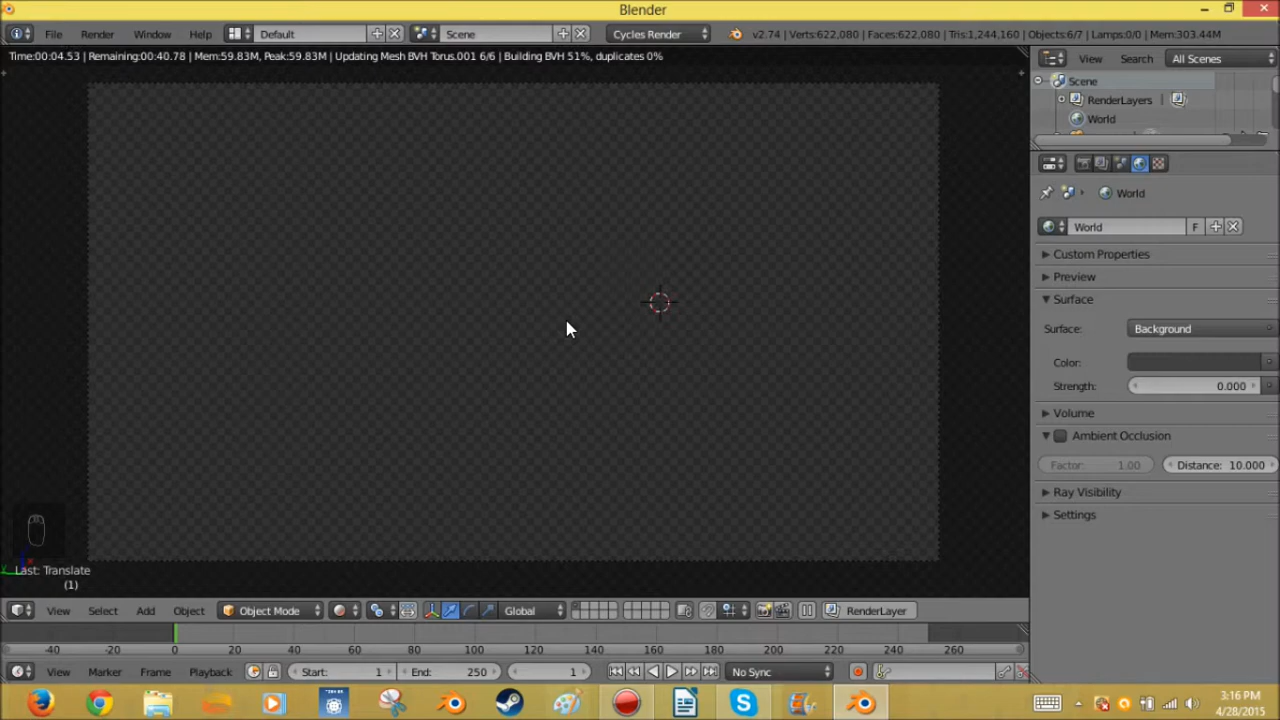 Blender
File Render Window Help Default Scene Cycles Render v2.74 | Verts:622,080 | Faces:622,080 | Tris:1,244,160 | Objects:6/7 | Lamps:0/0 | Mem:303.44M
Time:00:04.53 | Remaining:00:40.78 | Mem:59.83M, Peak:59.83M | Updating Mesh BVH Torus.001 6/6 | Building BVH 51%, duplicates 0%
View Search All Scenes
Scene
RenderLayers
World
World
World F
Custom Properties
Preview
Surface
Surface: Background
Color:
Strength: 0.000
Volume
Ambient Occlusion
Factor: 1.00 Distance: 10.000
Ray Visibility
Settings
Last: Translate
(1)
View Select Add Object Object Mode Global RenderLayer
-40 -20 0 20 40 60 80 100 120 140 160 180 200 220 240 260
View Marker Frame Playback Start: 1 End: 250 1 No Sync
3:16 PM
4/28/2015